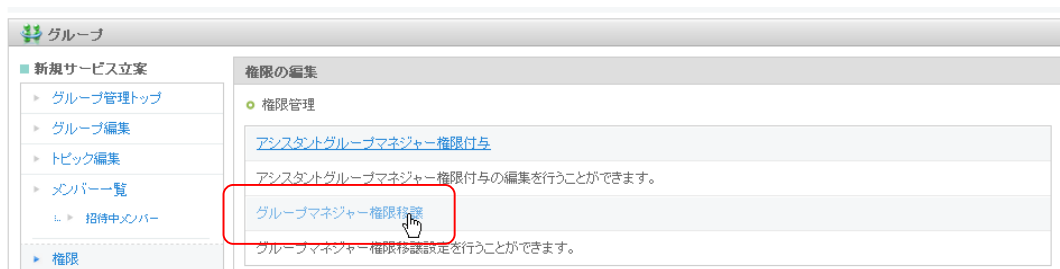 グループ
新規サービス立案
グループ管理トップ
グループ編集
トピック編集
メンバー一覧
招待中メンバー
権限
権限の編集
権限管理
アシスタントグループマネジャー権限付与
アシスタントグループマネジャー権限付与の編集を行うことができます。
グループマネジャー権限移譲
グループマネジャー権限移譲設定を行うことができます。